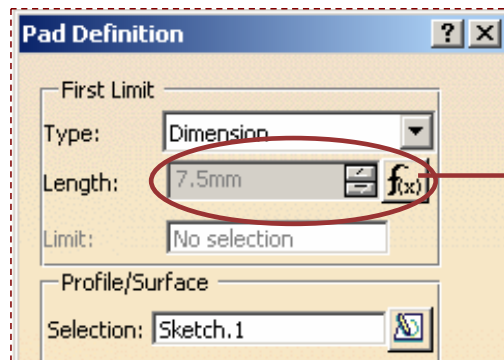 Pad Definition ? X
First Limit
Type: Dimension
Length: 7.5mm f(x)
Limit: No selection
Profile/Surface
Selection: Sketch.1